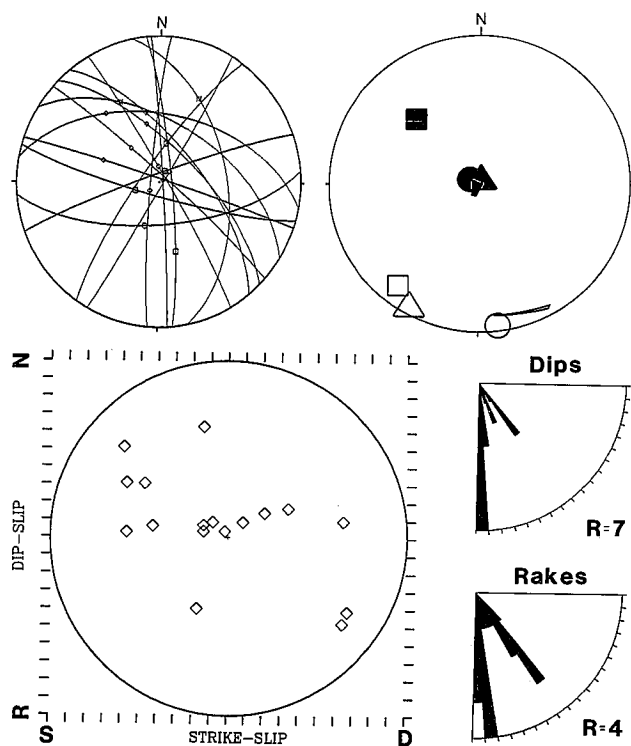 N
N
N
DIP-SLIP
R
S
STRIKE-SLIP
D
Dips
R=7
Rakes
R=4